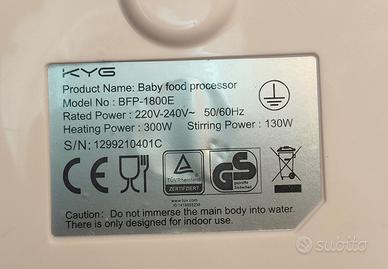 KYG
Product Name: Baby food processor
Model No : BFP-1800E
Rated Power : 220V-240V~ 50/60Hz
Heating Power : 300W Stirring Power : 130W
S/N: 1299210401C
CE
TÜVRheinland
ZERTIFIZIERT
GS
geprüfte
Sicherheit
www.tuv.com
Caution: Do not immerse the main body into water.
There is only designed for indoor use.
subito